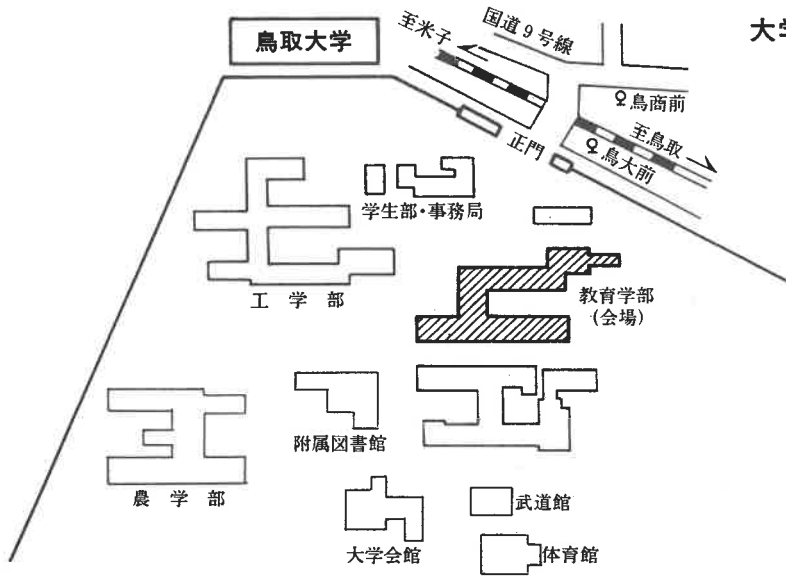 鳥取大学
至米子
国道9号線
大学
鳥商前
至鳥取
鳥大前
正門
学生部・事務局
工学部
教育学部
(会場)
附属図書館
農学部
大学会館
武道館
体育館